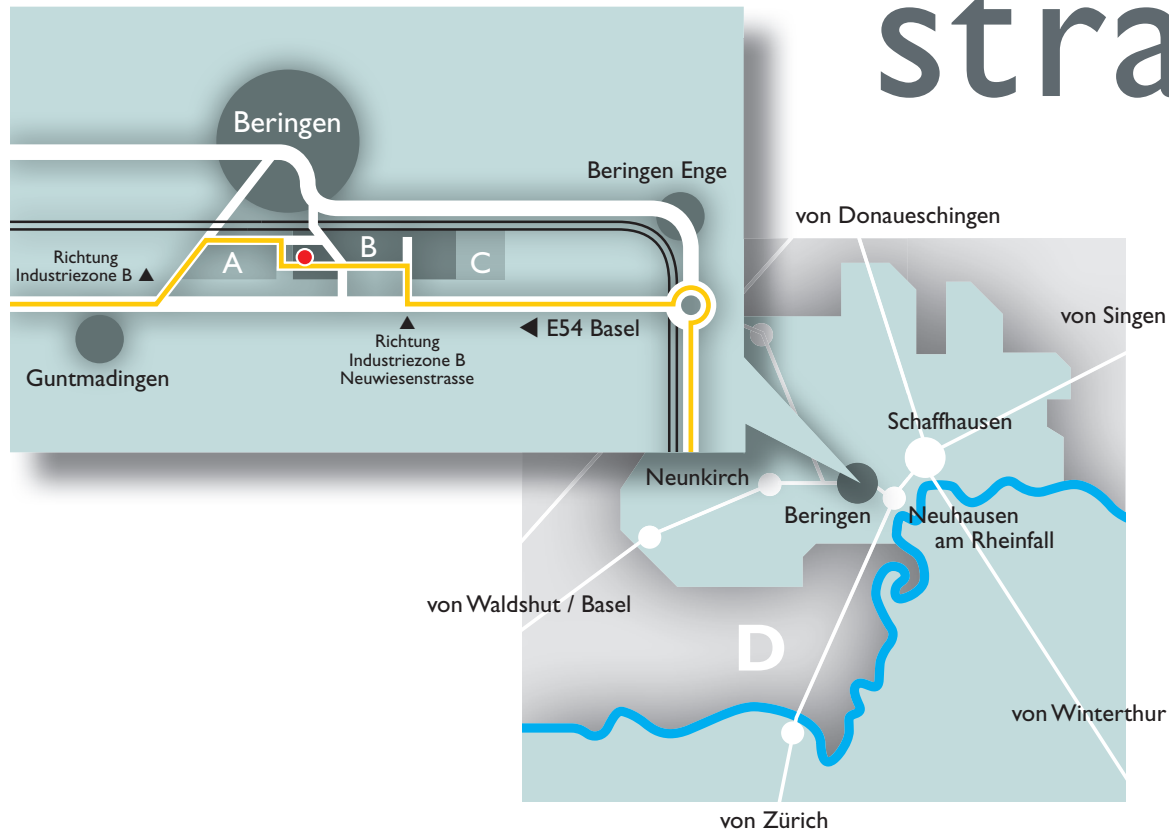 stra
Beringen
Beringen Enge
Richtung
Industriezone B ▲
A
B
C
◀ E54 Basel
▲
Richtung
Industriezone B
Neuwiesenstrasse
Guntmadingen
von Donaueschingen
von Singen
Schaffhausen
Neunkirch
Beringen
Neuhausen
am Rheinfall
von Waldshut / Basel
D
von Winterthur
von Zürich